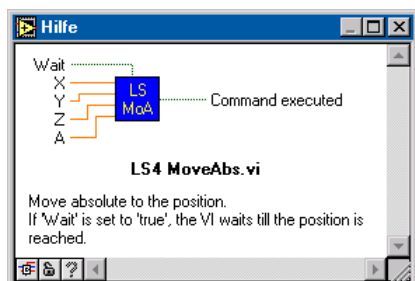 Hilfe
Wait
X
Y
Z
A
LS
MoA
Command executed
LS4 MoveAbs.vi
Move absolute to the position.
If 'Wait' is set to 'true', the VI waits till the position is
reached.
?